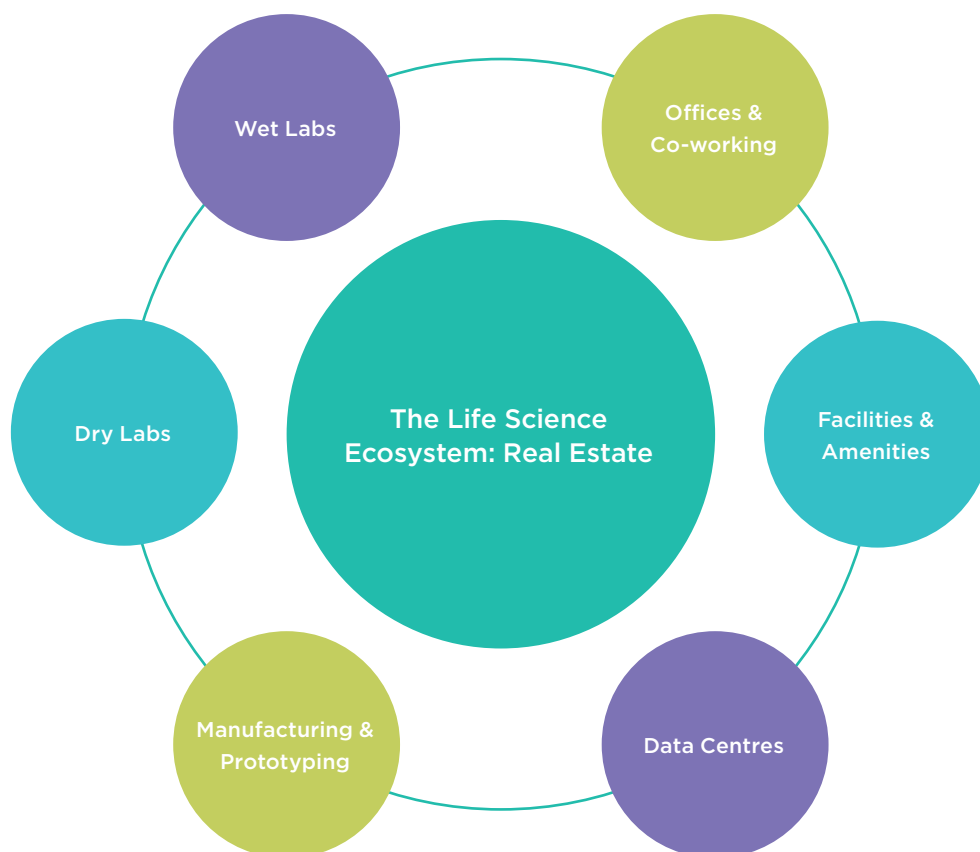 Wet Labs
Offices &
Co-working
Dry Labs
The Life Science
Ecosystem: Real Estate
Facilities &
Amenities
Manufacturing &
Prototyping
Data Centres